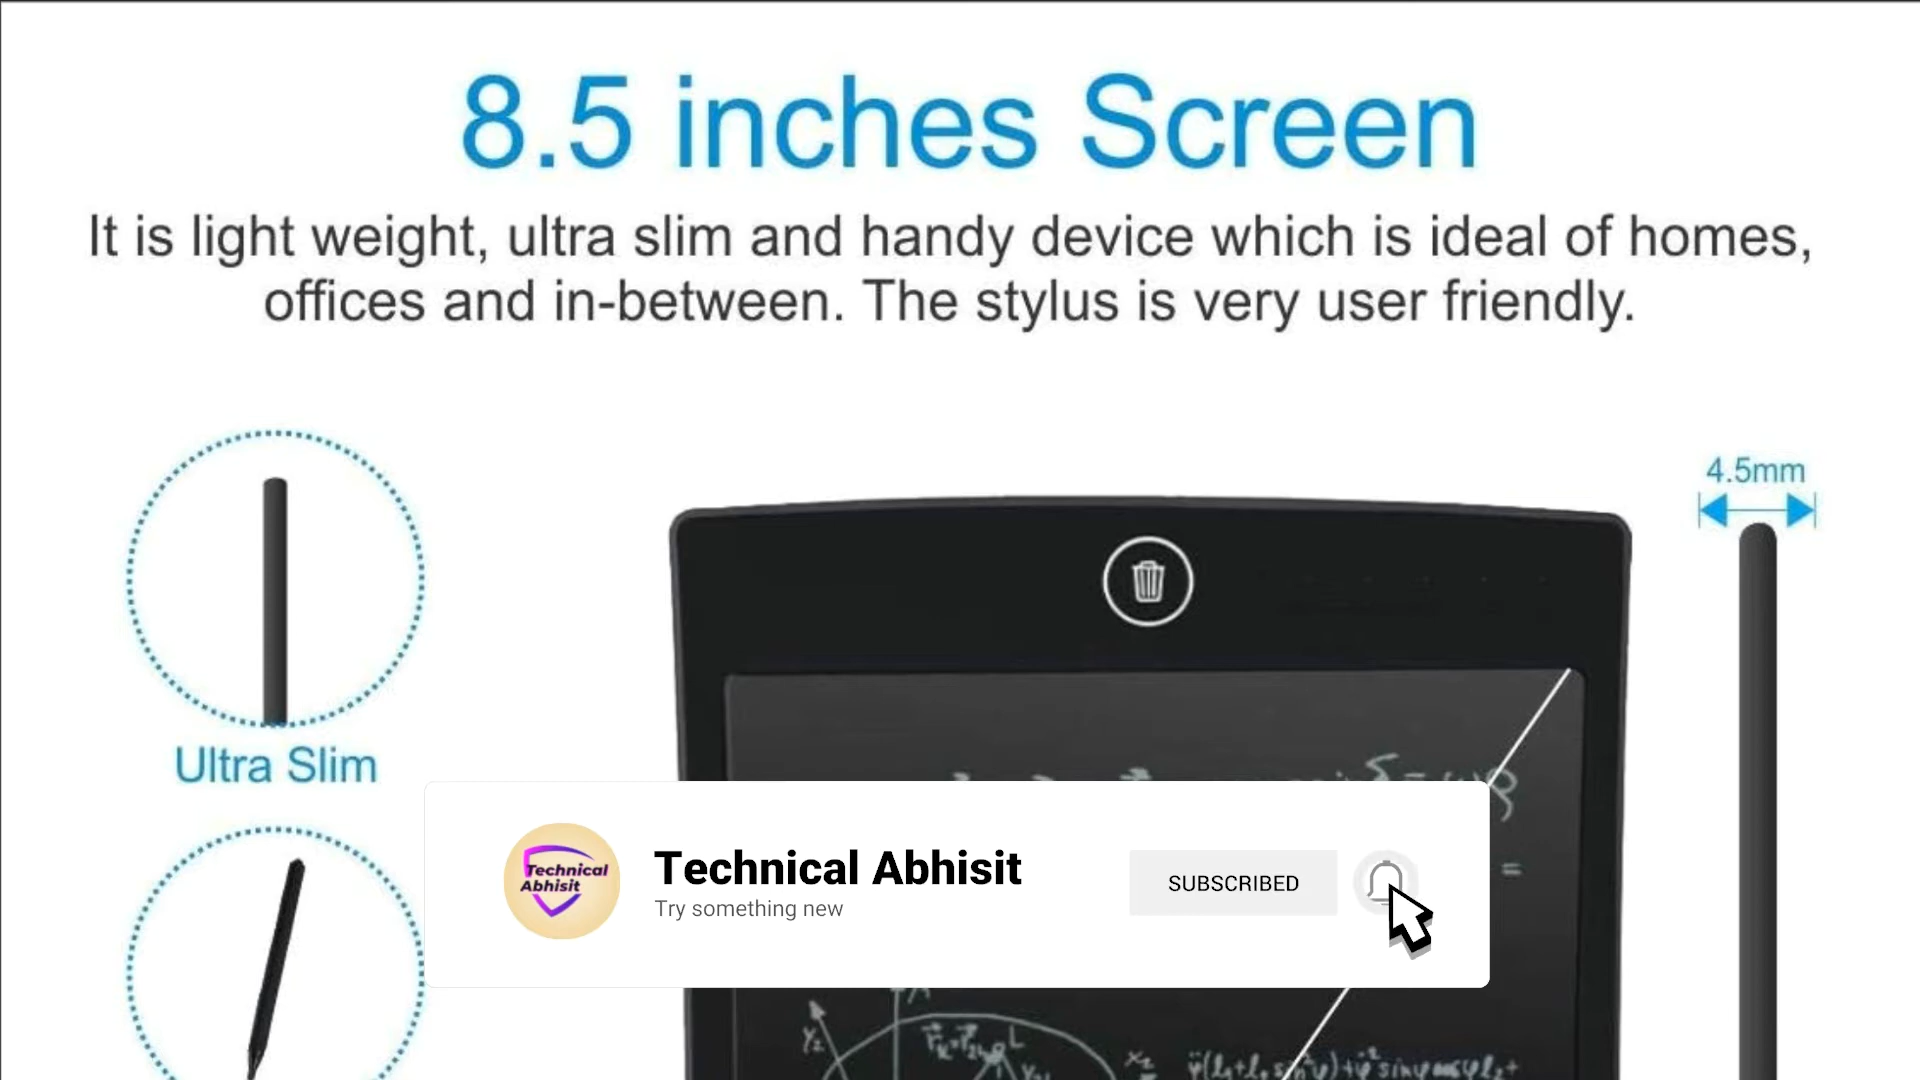 8.5 inches Screen
It is light weight, ultra slim and handy device which is ideal of homes,
offices and in-between. The stylus is very user friendly.
4.5mm
Ultra Slim
Technical
Abhisit
Technical Abhisit
Try something new
SUBSCRIBED